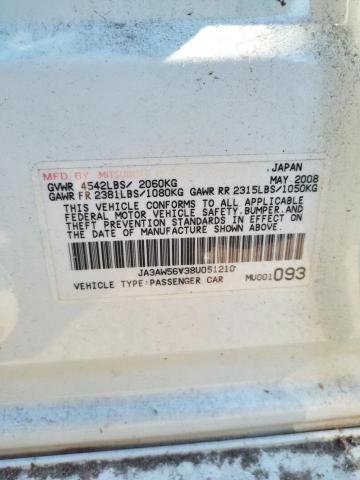 JAPAN
MFD. BY MITSUBISHI
MAY 2008
GVWR 4542LBS/ 2060KG
GAWR FR 2381LBS/1080KG GAWR RR 2315LBS/1050KG
THIS VEHICLE CONFORMS TO ALL APPLICABLE
FEDERAL MOTOR VEHICLE SAFETY, BUMPER, AND
THEFT PREVENTION STANDARDS IN EFFECT ON
THE DATE OF MANUFACTURE SHOWN ABOVE.
JA3AW56V38U051210
VEHICLE TYPE:PASSENGER CAR
MU001093